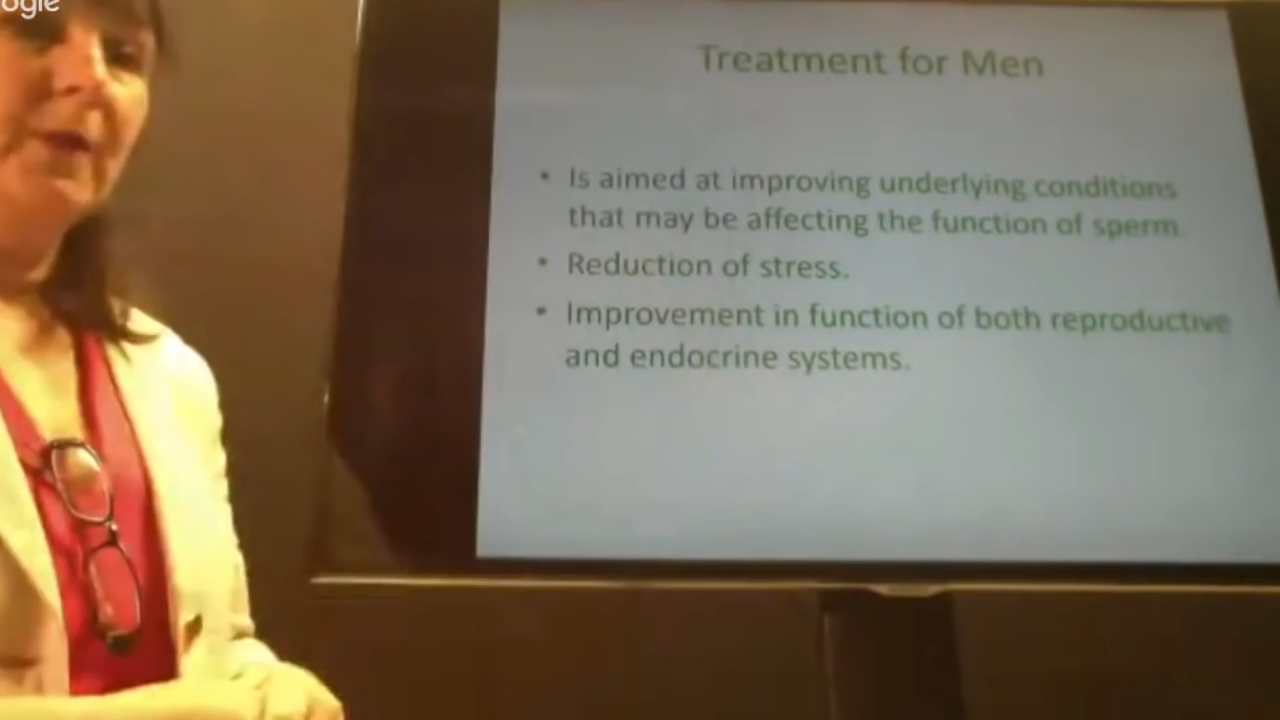 ogle
Treatment for Men
• Is aimed at improving underlying conditions
that may be affecting the function of sperm
• Reduction of stress.
• Improvement in function of both reproductive
and endocrine systems.